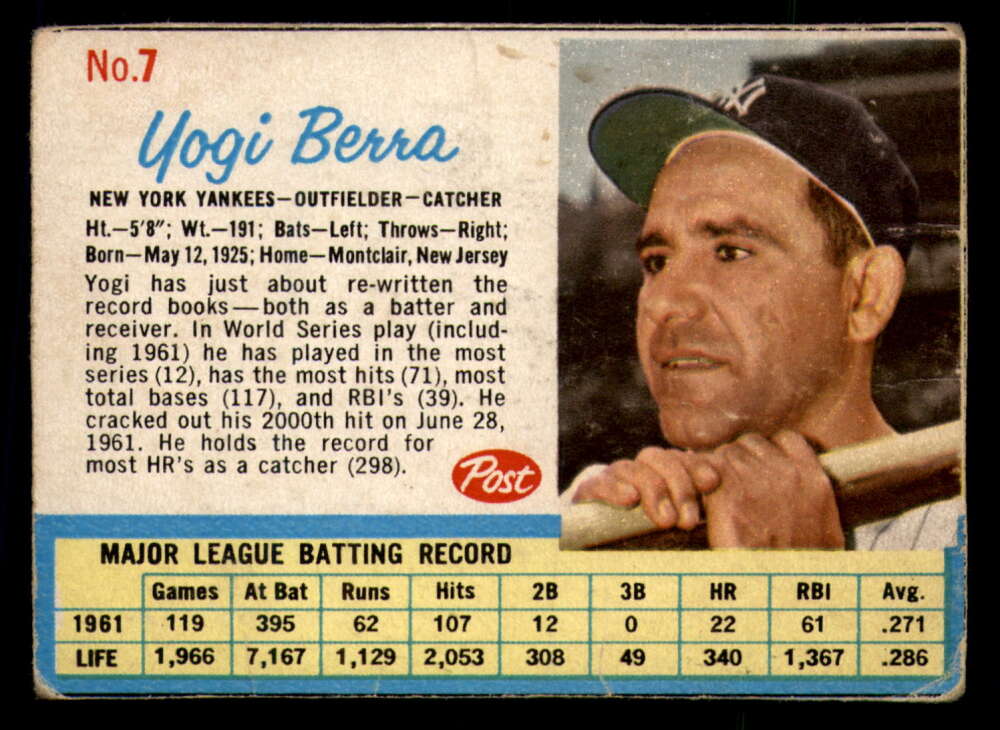 No.7
Yogi Berra
NEW YORK YANKEES—OUTFIELDER—CATCHER
Ht.—5'8"; Wt.—191; Bats—Left; Throws—Right;
Born—May 12, 1925; Home—Montclair, New Jersey
Yogi has just about re-written the
record books—both as a batter and
receiver. In World Series play (includ-
ing 1961) he has played in the most
series (12), has the most hits (71), most
total bases (117), and RBI's (39). He
cracked out his 2000th hit on June 28,
1961. He holds the record for
most HR's as a catcher (298).
Post
NY
MAJOR LEAGUE BATTING RECORD
Games At Bat Runs Hits 2B 3B HR RBI Avg.
1961 119 395 62 107 12 0 22 61 .271
LIFE 1,966 7,167 1,129 2,053 308 49 340 1,367 .286